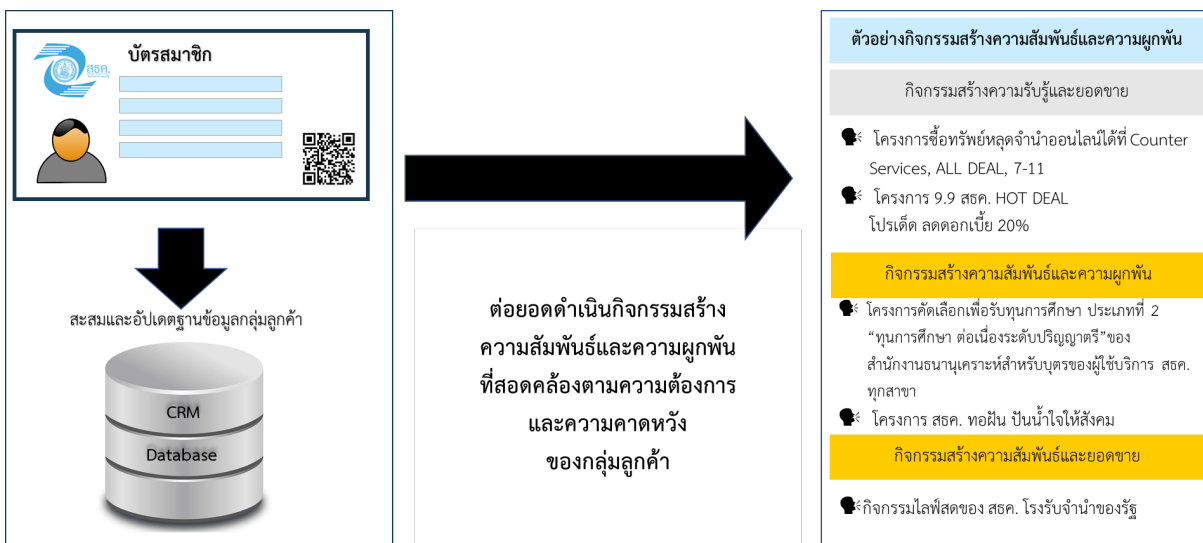 บัตรสมาชิก
สธค.
สะสมและอัปเดตฐานข้อมูลกลุ่มลูกค้า
CRM
Database
ต่อยอดดำเนินกิจกรรมสร้าง
ความสัมพันธ์และความผูกพัน
ที่สอดคล้องตามความต้องการ
และความคาดหวัง
ของกลุ่มลูกค้า
ตัวอย่างกิจกรรมสร้างความสัมพันธ์และความผูกพัน
กิจกรรมสร้างความรับรู้และยอดขาย
โครงการซื้อทรัพย์หลุดจำนำออนไลน์ได้ที่ Counter
Services, ALL DEAL, 7-11
โครงการ 9.9 สธค. HOT DEAL
โปรเด็ด ลดดอกเบี้ย 20%
กิจกรรมสร้างความสัมพันธ์และความผูกพัน
โครงการคัดเลือกเพื่อรับทุนการศึกษา ประเภทที่ 2
“ทุนการศึกษา ต่อเนื่องระดับปริญญาตรี”ของ
สำนักงานธนานุเคราะห์สำหรับบุตรของผู้ใช้บริการ สธค.
ทุกสาขา
โครงการ สธค. ทอฝัน ปันน้ำใจให้สังคม
กิจกรรมสร้างความสัมพันธ์และยอดขาย
กิจกรรมไลฟ์สดของ สธค. โรงรับจำนำของรัฐ